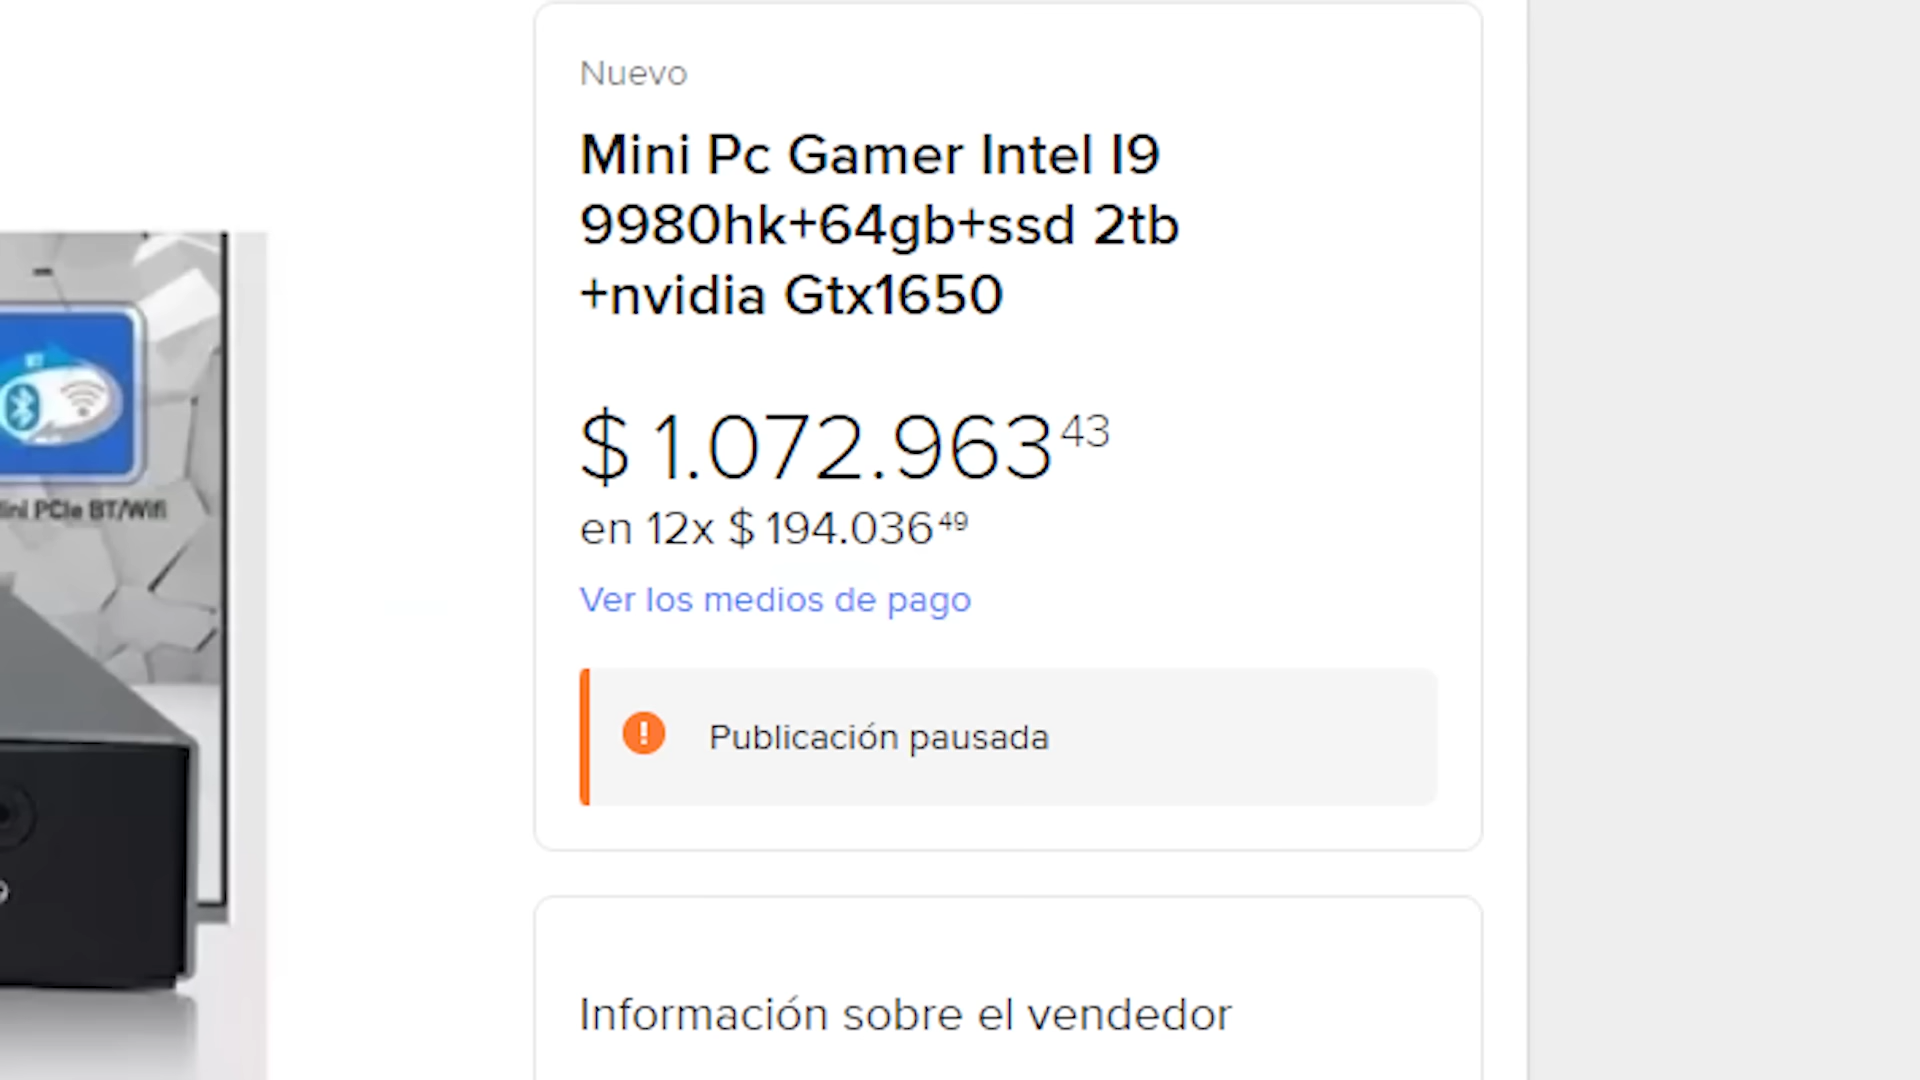 Nuevo
Mini Pc Gamer Intel I9
9980hk+64gb+ssd 2tb
+nvidia Gtx1650
$ 1.072.963 43
en 12x $ 194.036 49
Ver los medios de pago
Publicación pausada
Información sobre el vendedor
PCIe BT/Wifi